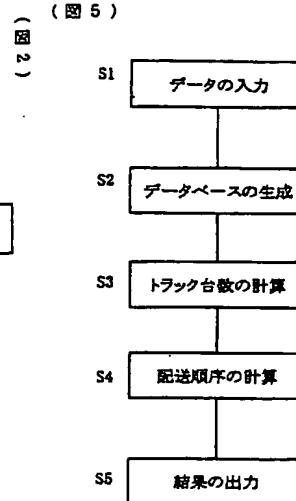 (図5)
(図2)
S1 データの入力
S2 データベースの生成
S3 トラック台数の計算
S4 配送順序の計算
S5 結果の出力